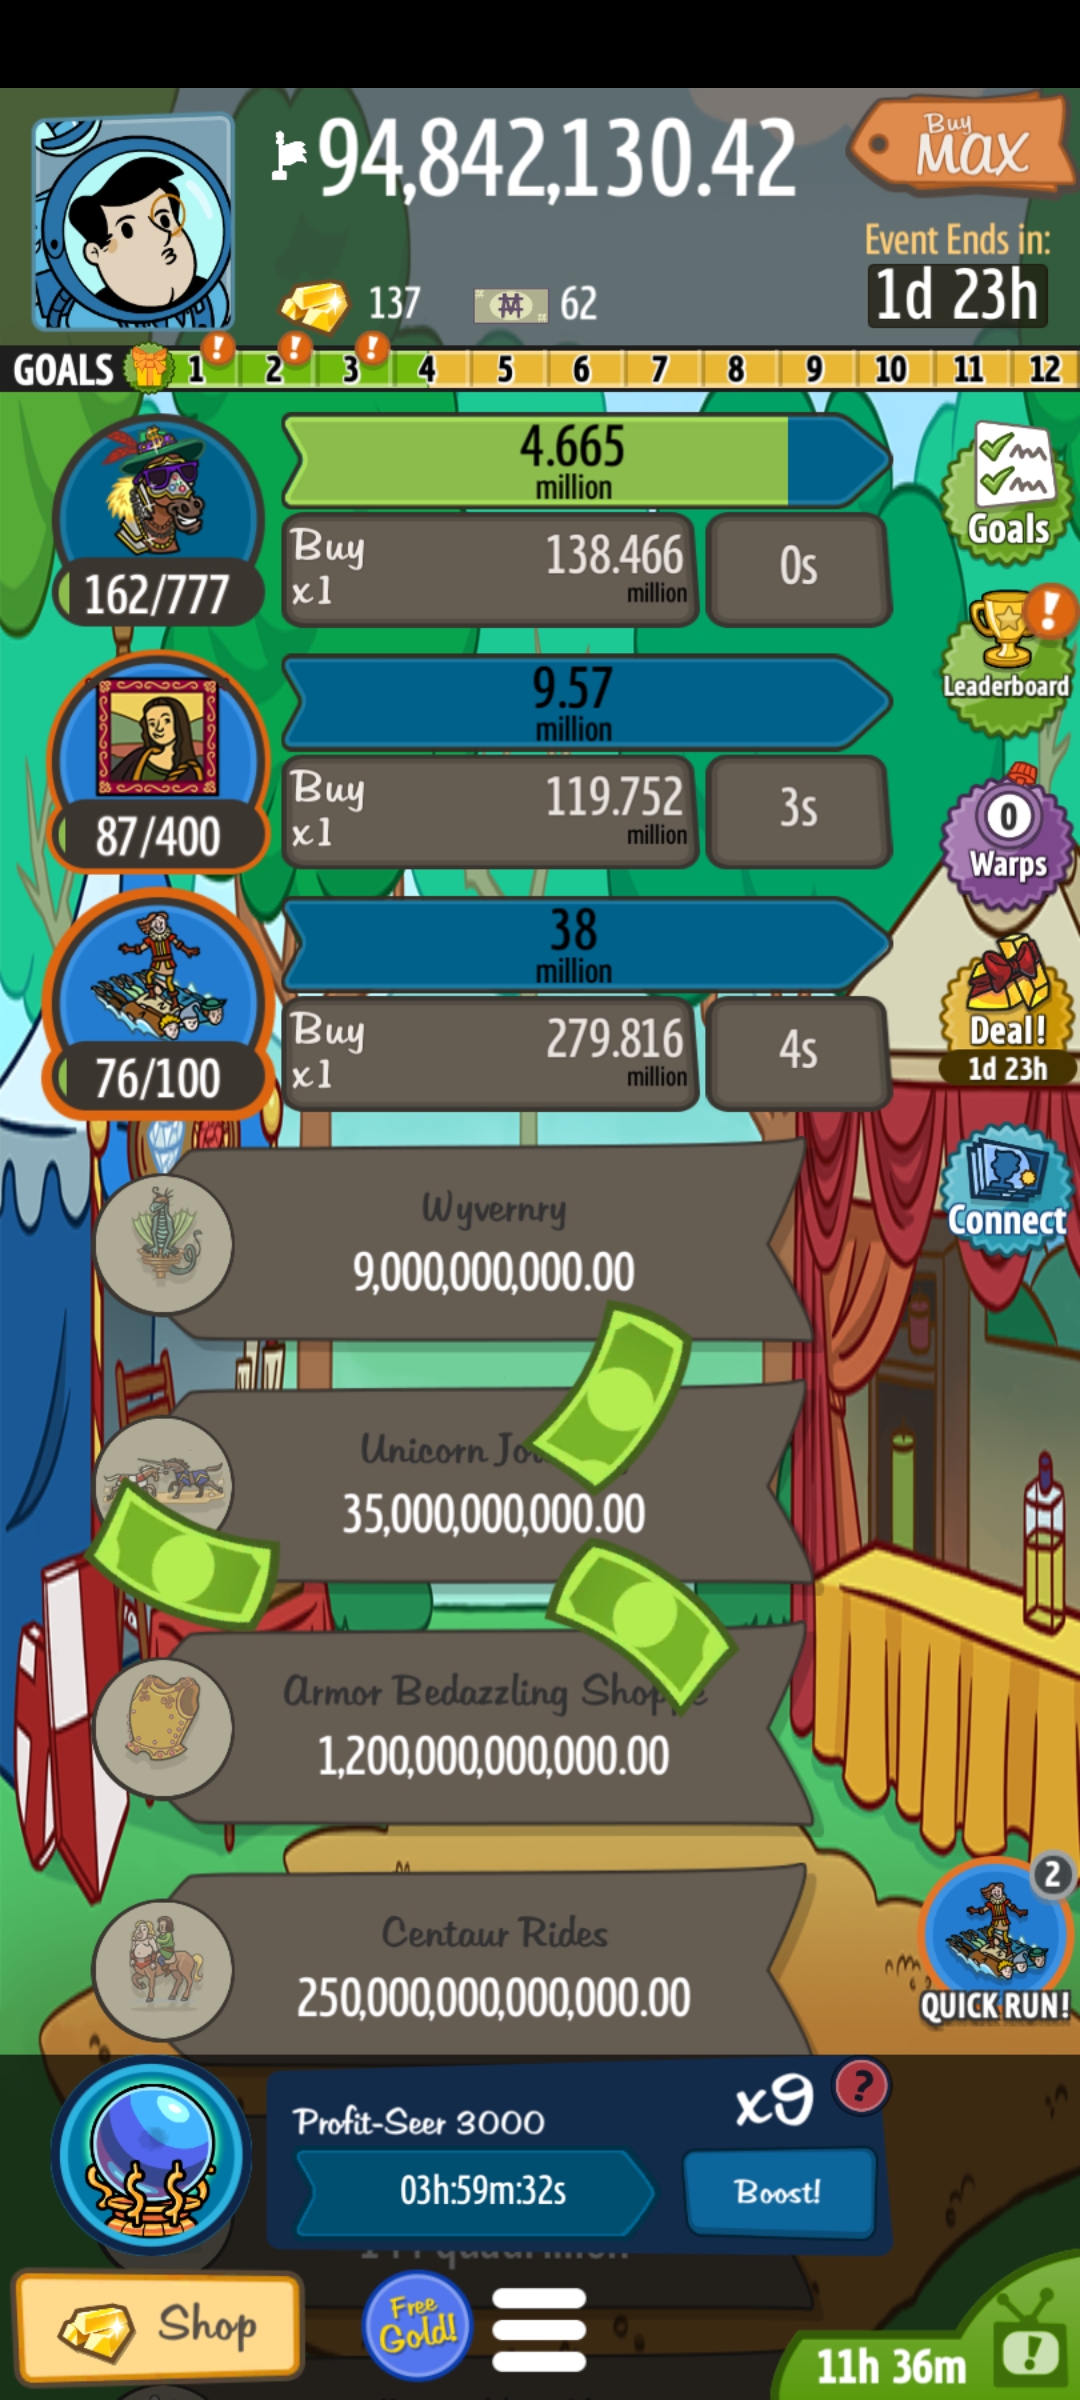 94,842,130.42
Buy
MAX
Event Ends in:
1d 23h
137
62
GOALS 1 2 3 4 5 6 7 8 9 10 11 12
!
!
!
4.665
million
Buy
x1
138.466
million
0s
162/777
Goals
9.57
million
Buy
x1
119.752
million
3s
87/400
!
Leaderboard
38
million
Buy
x1
279.816
million
4s
76/100
0
Warps
Deal!
1d 23h
Connect
Wyvernry
9,000,000,000.00
Unicorn
35,000,000,000.00
Armor Bedazzling
1,200,000,000,000.00
Centaur Rides
250,000,000,000,000.00
2
QUICK RUN!
Profit-Seer 3000
x9
?
03h:59m:32s
Boost!
Shop
Free
Gold!
11h 36m
!